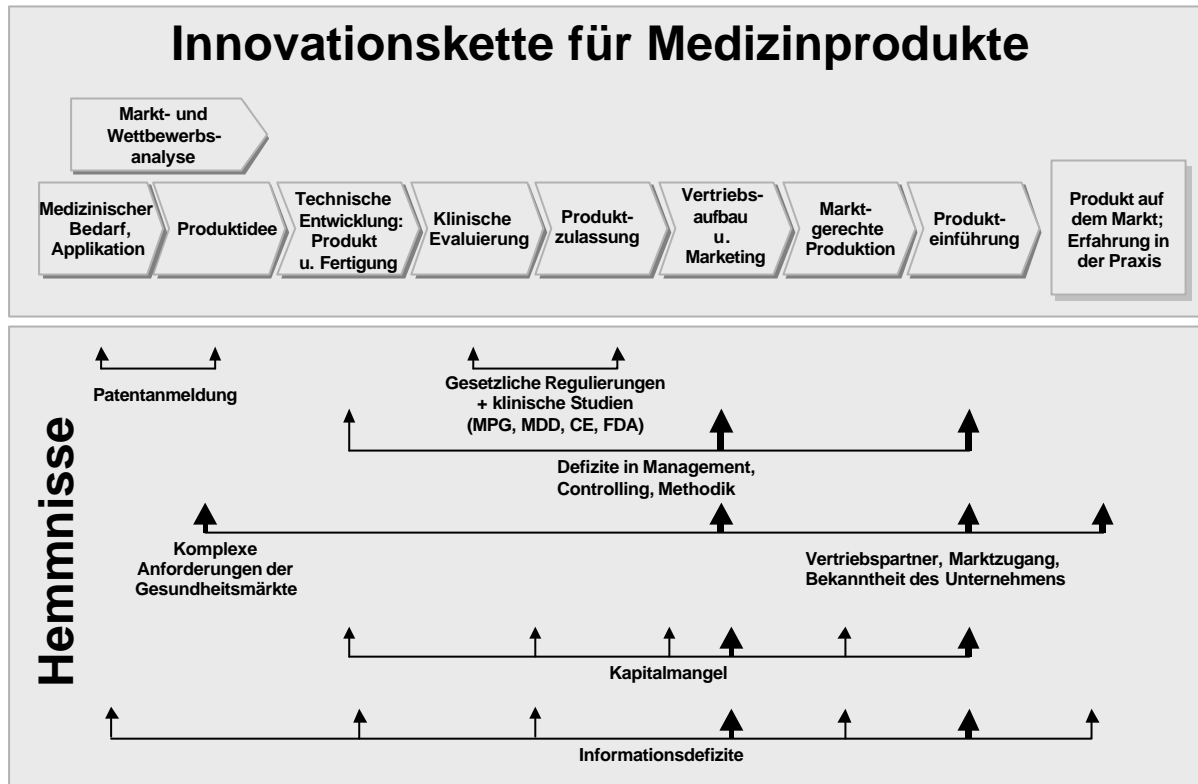 Innovationskette für Medizinprodukte
Markt- und
Wettbewerbs-
analyse
Medizinischer
Bedarf,
Applikation
Produktidee
Technische
Entwicklung:
Produkt
u. Fertigung
Klinische
Evaluierung
Produkt-
zulassung
Vertriebs-
aufbau
u.
Marketing
Markt-
gerechte
Produktion
Produkt-
einführung
Produkt auf
dem Markt;
Erfahrung in
der Praxis
Hemmnisse
Patentanmeldung
Gesetzliche Regulierungen
+ klinische Studien
(MPG, MDD, CE, FDA)
Defizite in Management,
Controlling, Methodik
Komplexe
Anforderungen der
Gesundheitsmärkte
Vertriebspartner, Marktzugang,
Bekanntheit des Unternehmens
Kapitalmangel
Informationsdefizite